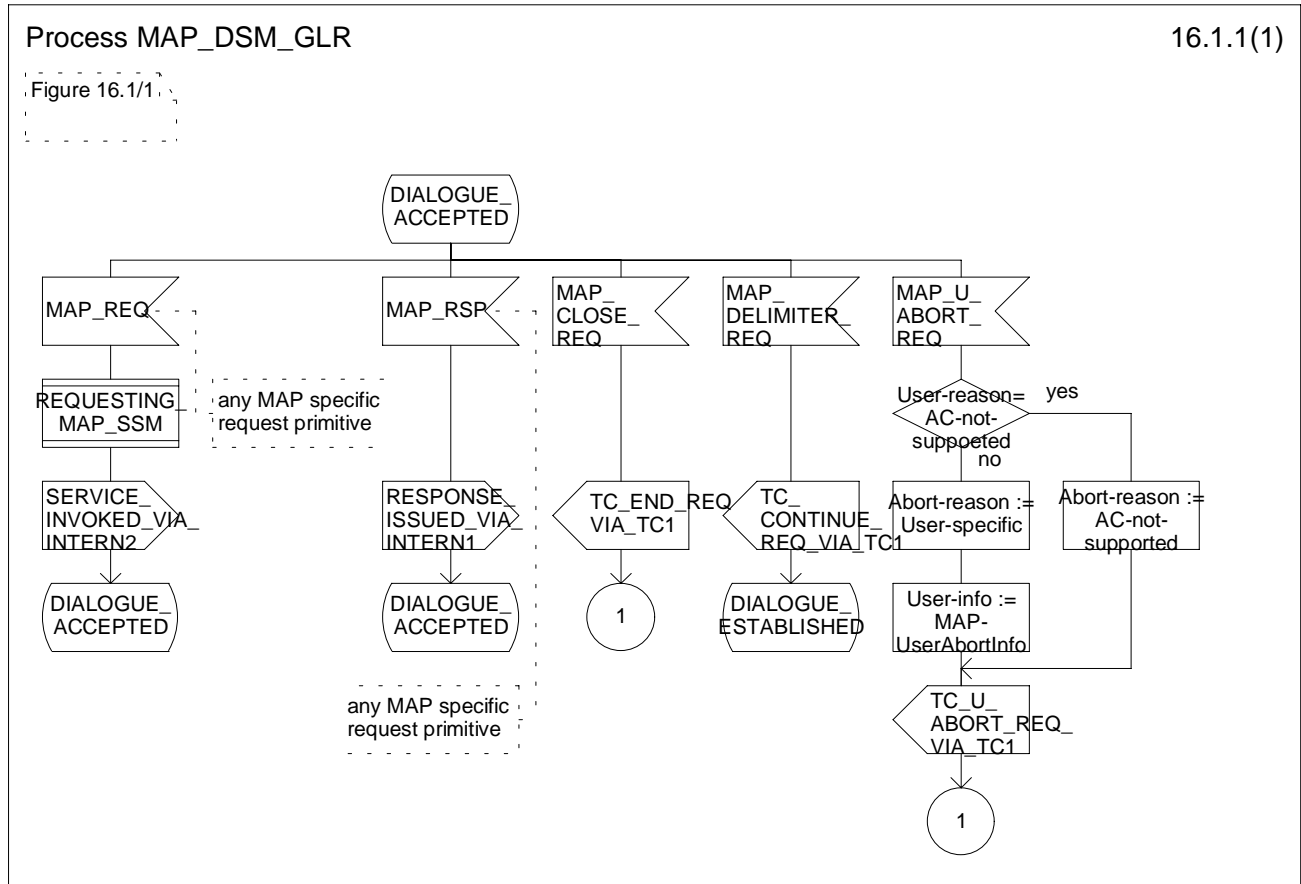 Process MAP_DSM_GLR
16.1.1(1)
Figure 16.1/1
DIALOGUE_
ACCEPTED
MAP_REQ
MAP_RSP
MAP_
CLOSE_
REQ
MAP_
DELIMITER_
REQ
MAP_U_
ABORT_
REQ
REQUESTING_
MAP_SSM
any MAP specific
request primitive
User-reason=
AC-not-
suppoeted
yes
no
SERVICE_
INVOKED_VIA_
INTERN2
RESPONSE_
ISSUED_VIA_
INTERN1
TC_END_REQ
VIA_TC1
TC_
CONTINUE_
REQ_VIA_TC1
Abort-reason :=
User-specific
Abort-reason :=
AC-not-
supported
DIALOGUE_
ACCEPTED
DIALOGUE_
ACCEPTED
1
DIALOGUE_
ESTABLISHED
User-info :=
MAP-
UserAbortInfo
any MAP specific
request primitive
TC_U_
ABORT_REQ_
VIA_TC1
1